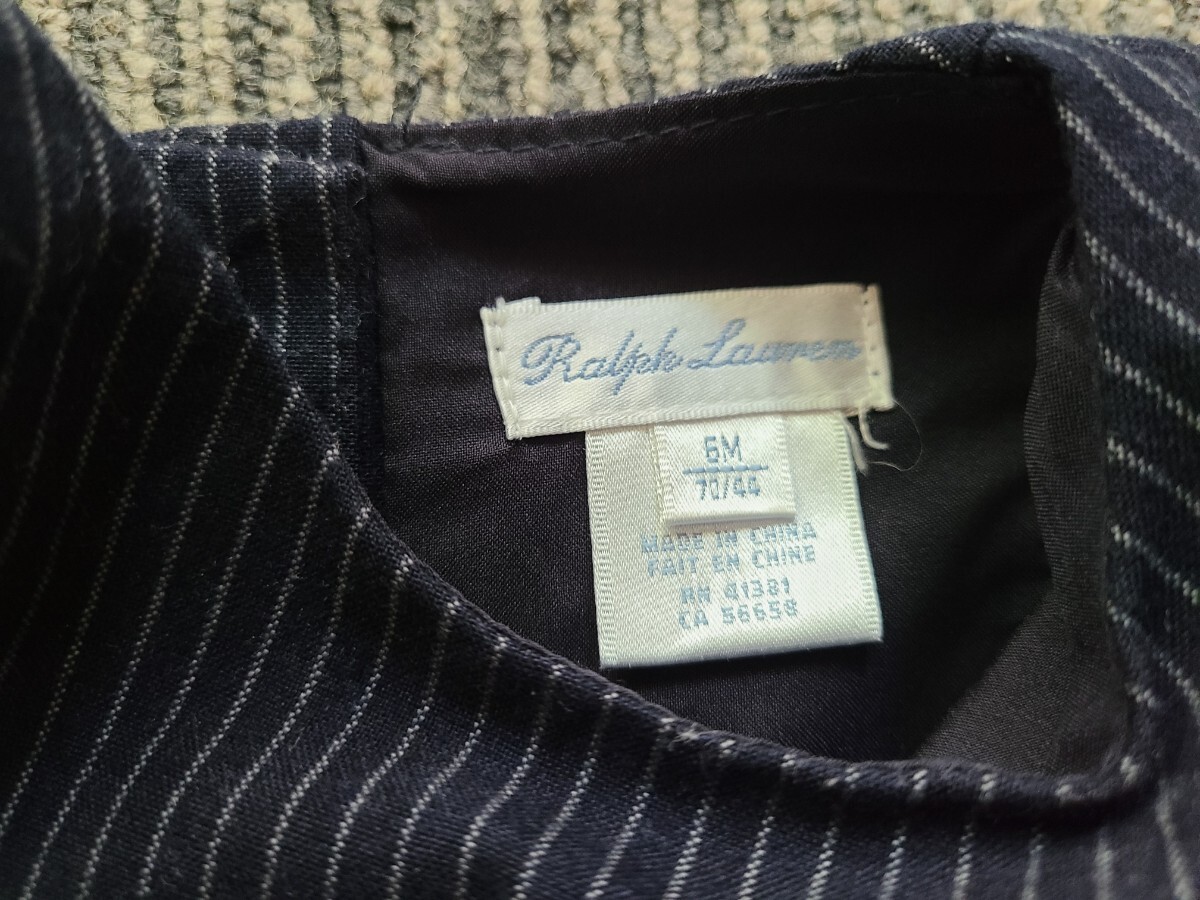 Ralph Lauren
6M
70/44
MADE IN CHINA
FAIT EN CHINE
RN 41381
CA 56658